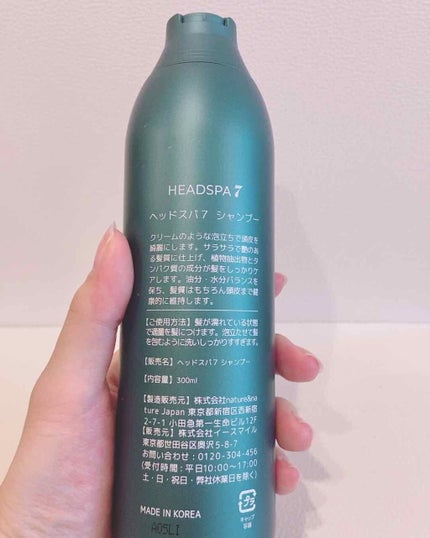 HEADSPA 7
ヘッドスパ7 シャンプー
クリームのような泡立ちで頭皮を
綺麗にします。サラサラで艶のあ
る髪質に仕上げ、植物抽出物とタ
ンパク質の成分が髪をしっかりケ
アします。油分・水分バランスを
保ち、髪質はもちろん頭皮まで健
康的に維持します。
【ご使用方法】髪が濡れている状態
で適量を髪につけます。泡立たせて髪
を包むように洗いしっかりすすぎます。
【販売名】ヘッドスパ7 シャンプー
【内容量】300ml
【製造販売元】株式会社nature&na
ture Japan 東京都新宿区西新宿
2-7-1 小田急第一生命ビル12F
【販売元】株式会社イースマイル
東京都世田谷区奥沢5-8-7
お問い合わせ：0120-304-456
(受付時間：平日10:00～17:00
土・日・祝日・弊社休業日を除く)
MADE IN KOREA
プラ
キャップ
容器
A05L1